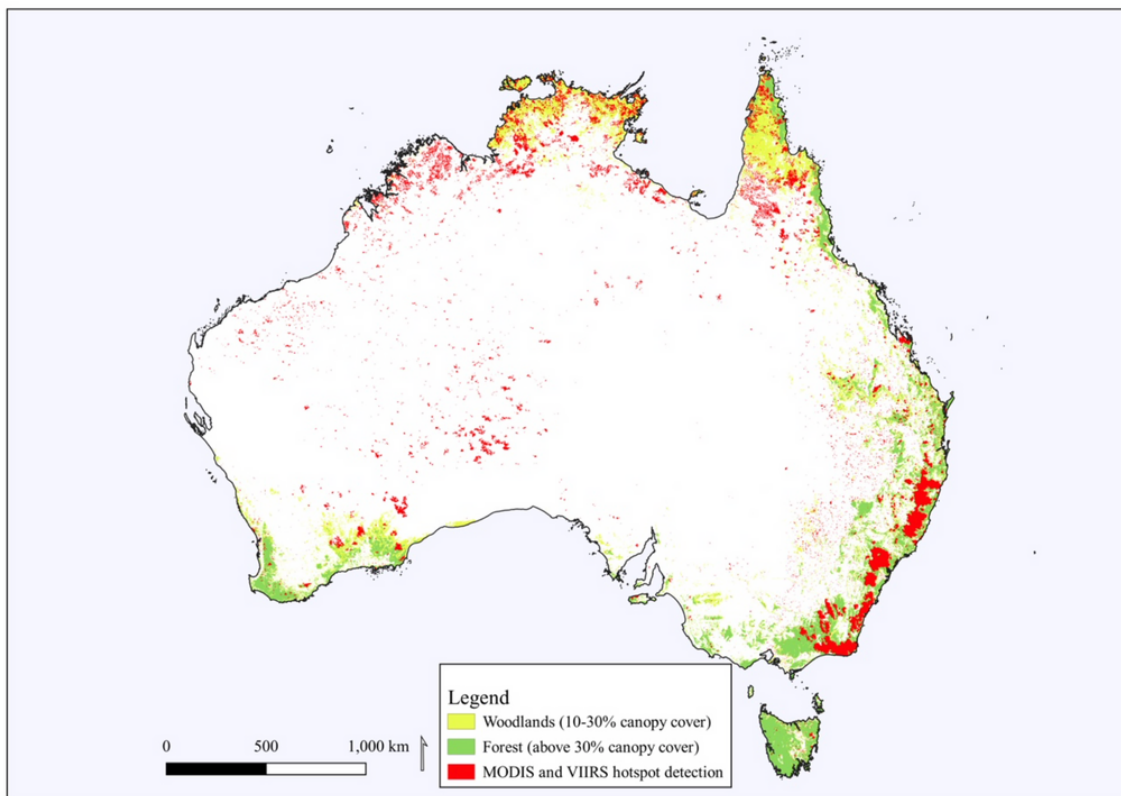 Legend
Woodlands (10-30% canopy cover)
Forest (above 30% canopy cover)
MODIS and VIIRS hotspot detection
0 500 1,000 km